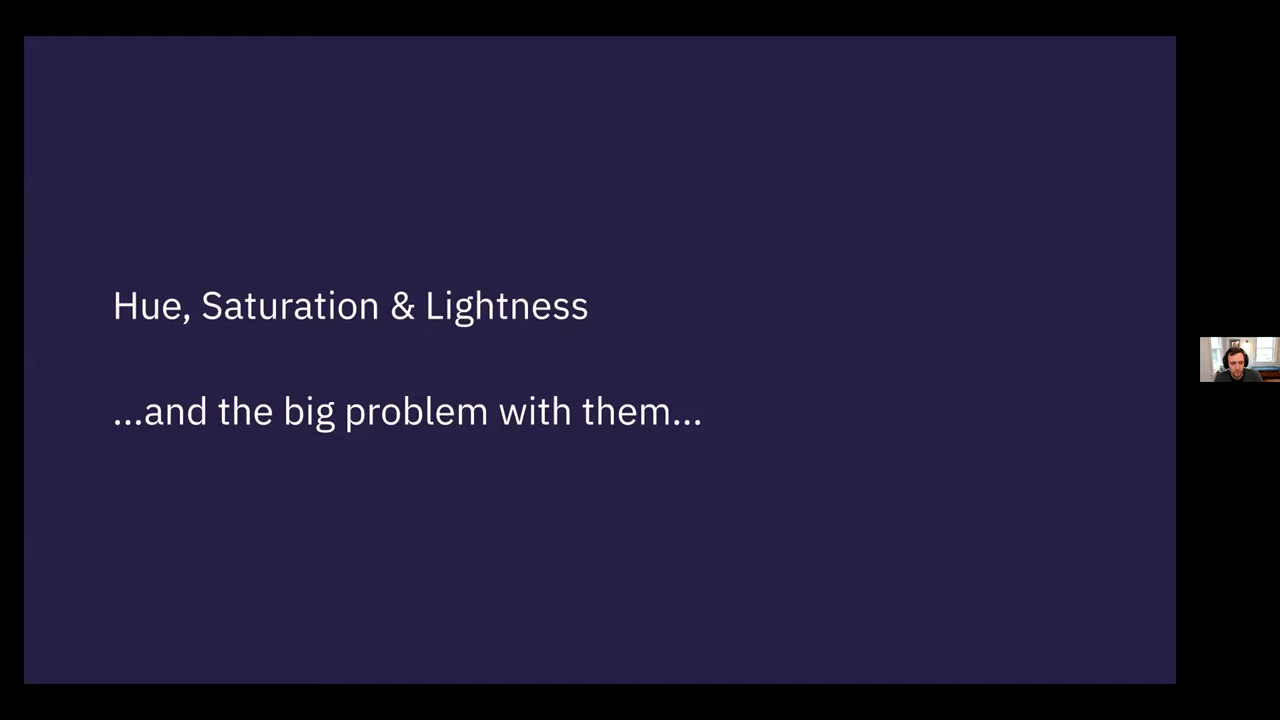 Hue, Saturation & Lightness
...and the big problem with them...